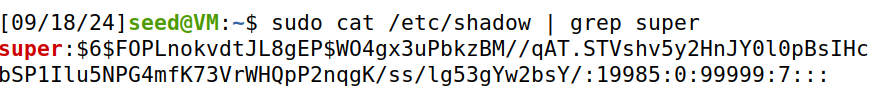 [09/18/24]seed@VM:~$ sudo cat /etc/shadow | grep super
super:$6$FOPLnokvdtJL8gEP$WO4gx3uPbkzBM//qAT.STVshv5y2HnJY0l0pBsIHc
bSP1Ilu5NPG4mfK73VrWHQpP2nqgK/ss/lg53gYw2bsY/:19985:0:99999:7:::